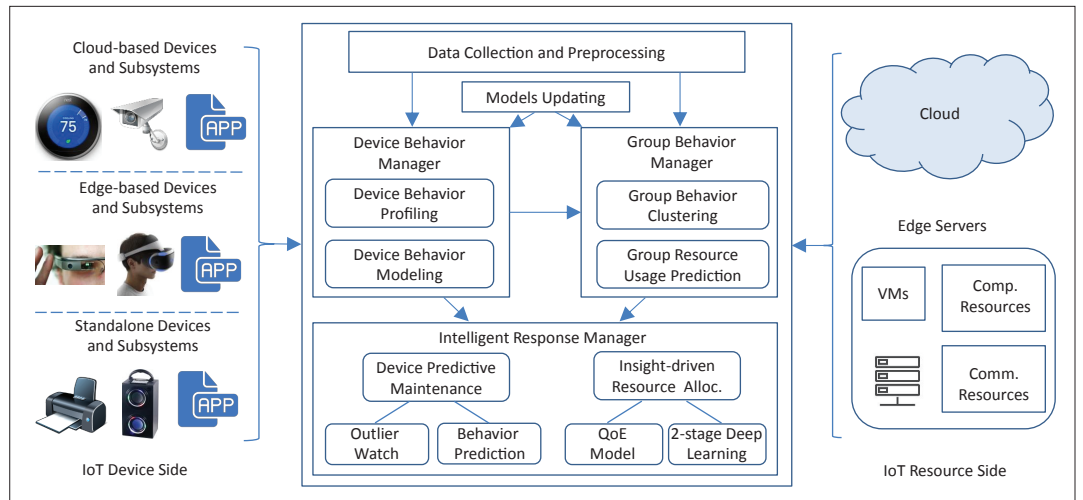 Cloud-based Devices
and Subsystems
75
APP
Edge-based Devices
and Subsystems
APP
Standalone Devices
and Subsystems
APP
IoT Device Side
Data Collection and Preprocessing
Models Updating
Device Behavior
Manager
Device Behavior
Profiling
Device Behavior
Modeling
Group Behavior
Manager
Group Behavior
Clustering
Group Resource
Usage Prediction
Intelligent Response Manager
Device Predictive
Maintenance
Outlier
Watch
Behavior
Prediction
Insight-driven
Resource Alloc.
QoE
Model
2-stage Deep
Learning
Cloud
Edge Servers
VMs
Comp.
Resources
Comm.
Resources
IoT Resource Side